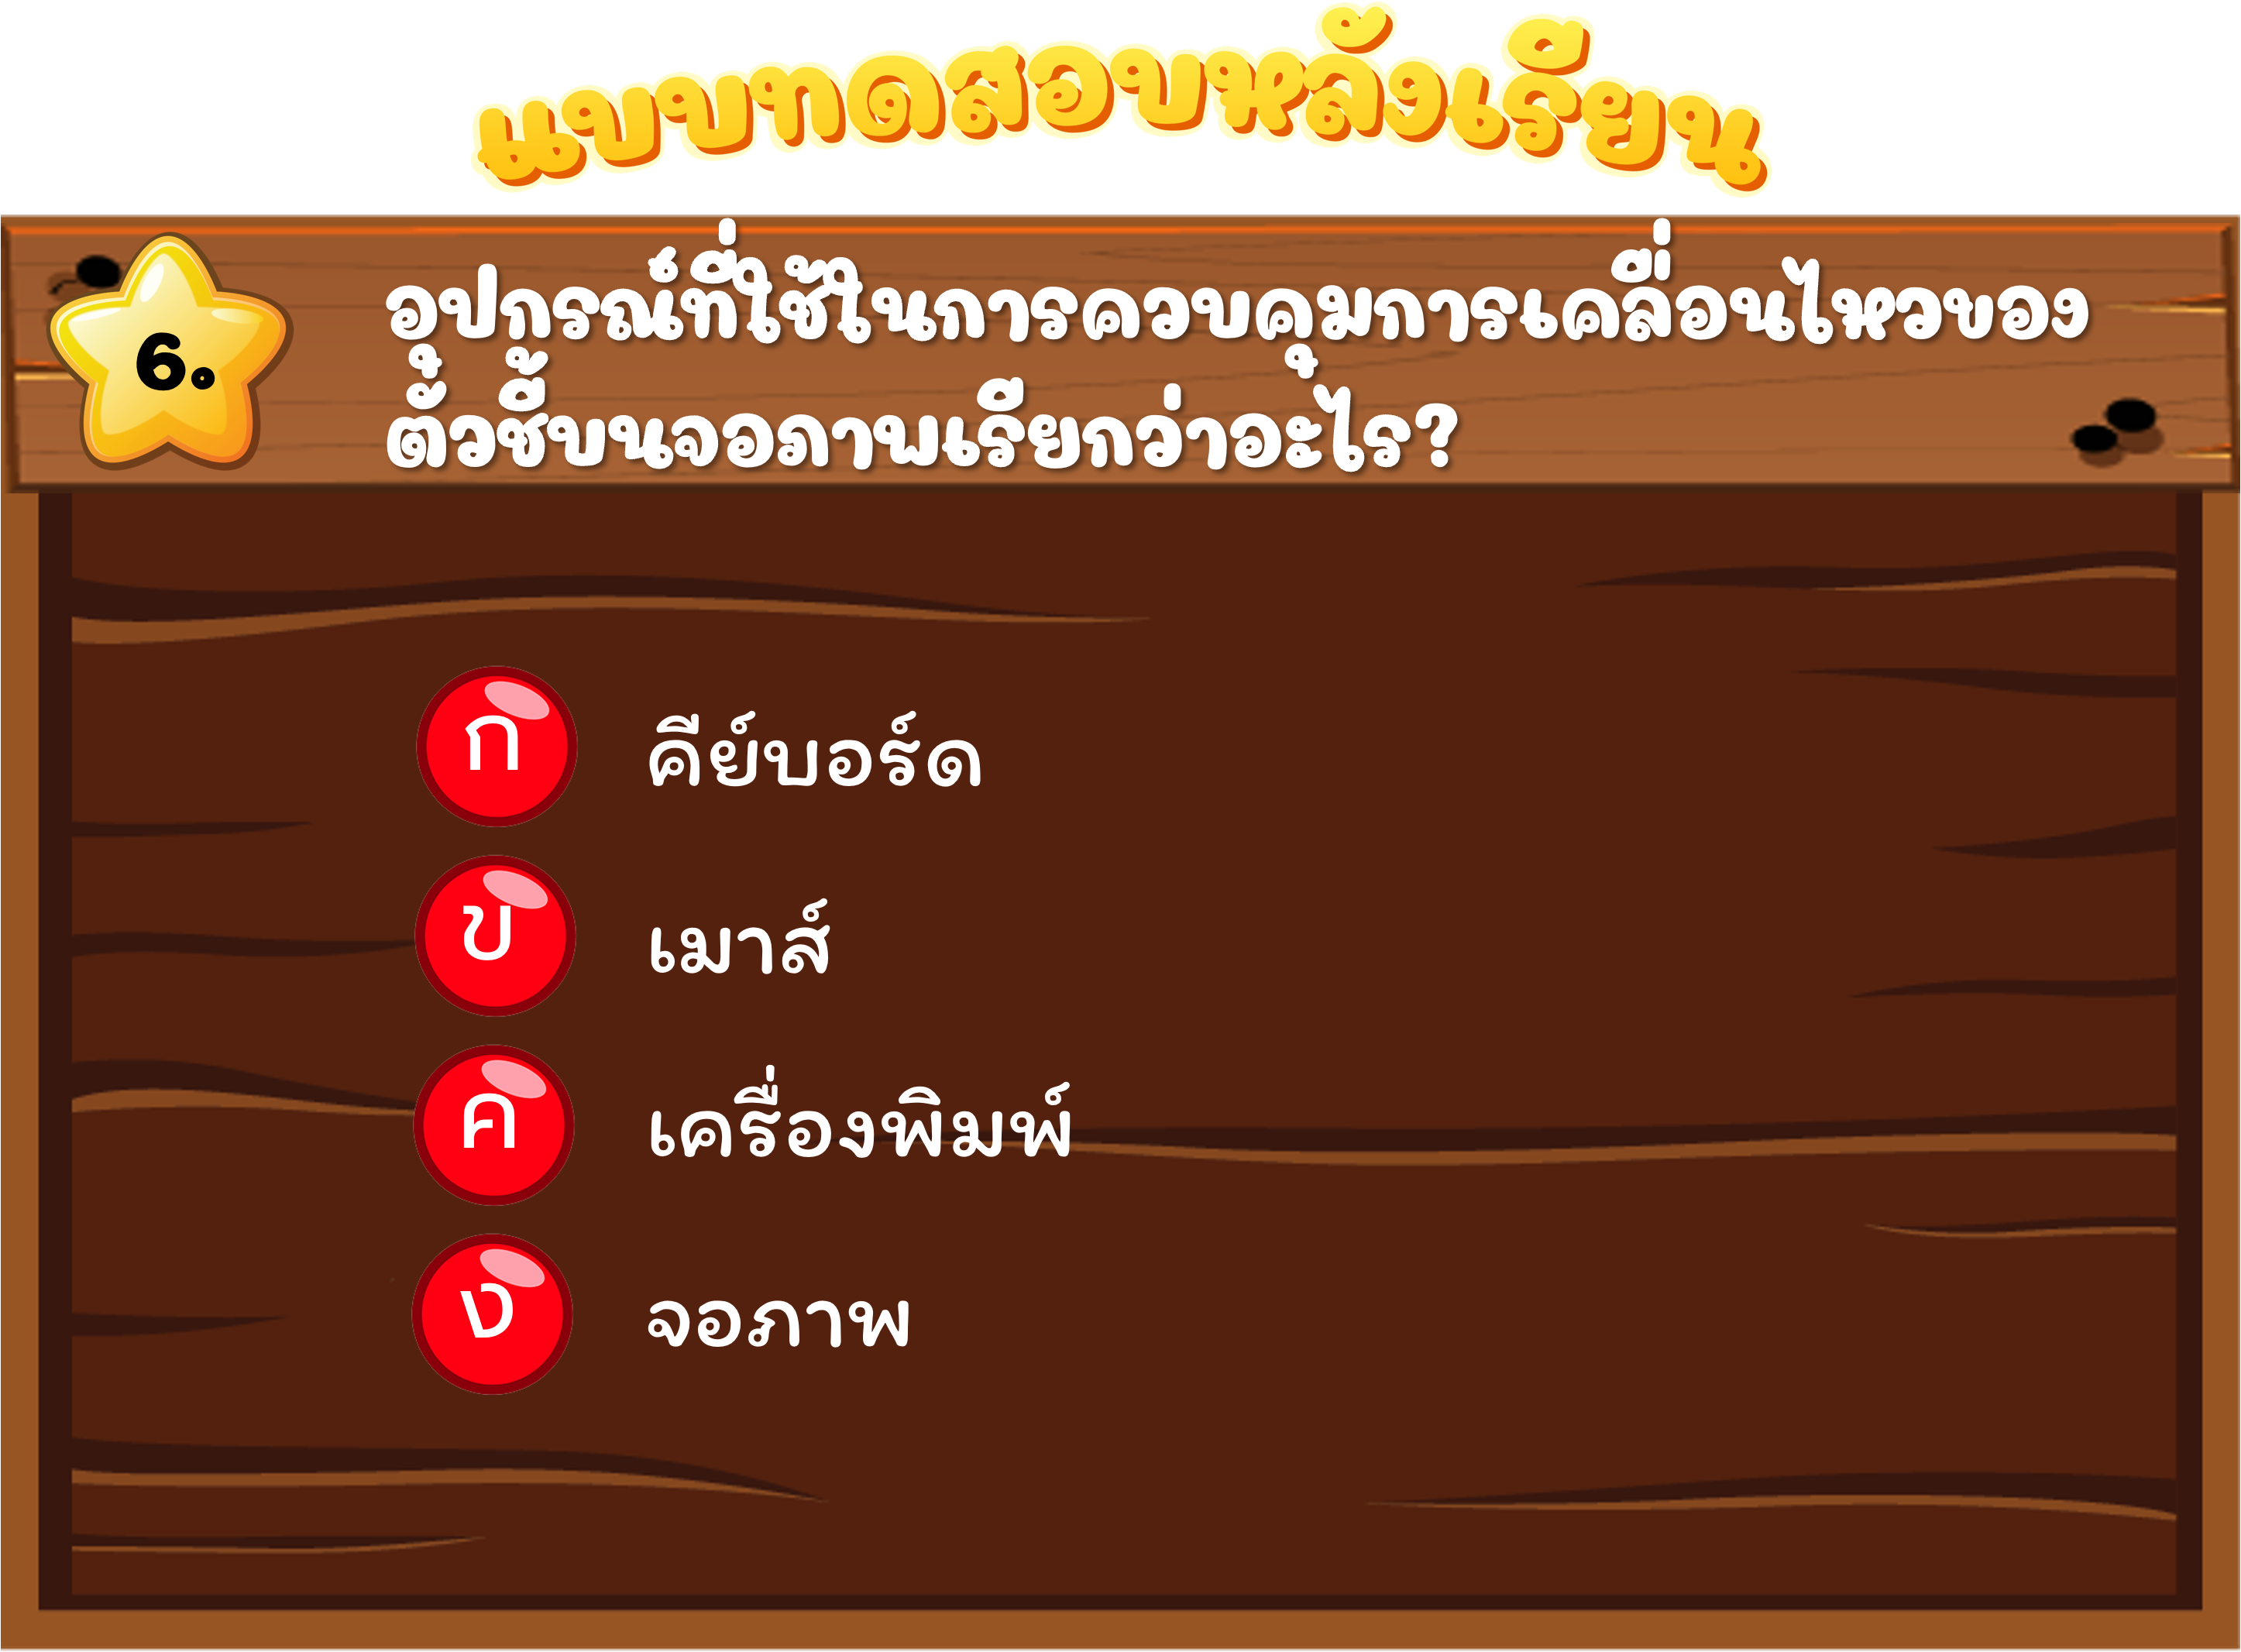 แบบทดสอบหลังเรียน
6.
อุปกรณ์ที่ใช้ในการควบคุมการเคลื่อนไหวของ
ตัวชี้บนจอภาพเรียกว่าอะไร?
ก คีย์บอร์ด
ข เมาส์
ค เครื่องพิมพ์
ง จอภาพ